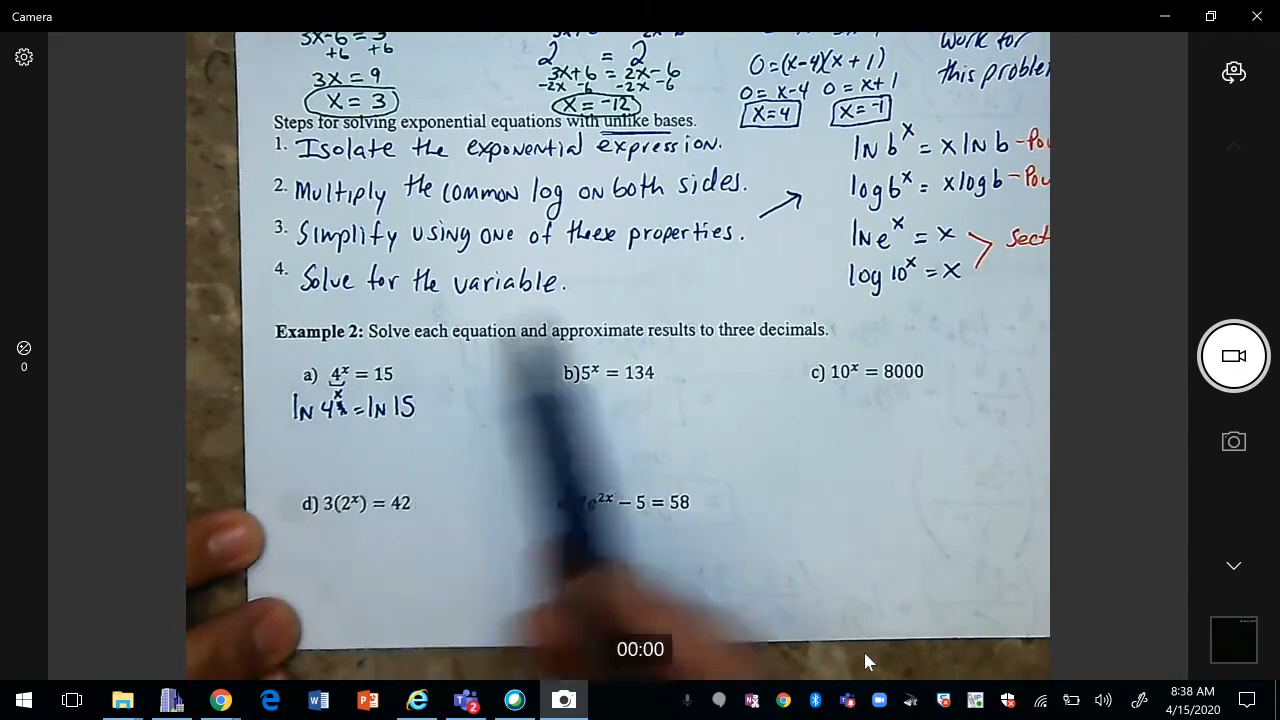 Camera
3x-6 = 3
+6 +6
3x = 9
x = 3
2 = 2
3x+6 = 2x-6
-2x -6 -2x -6
x = -12
0=(x-4)(x+1)
0= x-4 0= x+1
x=4 x=-1
work for
this problem
Steps for solving exponential equations with unlike bases.
1. Isolate the exponential expression.
2. Multiply the common log on both sides.
3. Simplify using one of these properties.
4. Solve for the variable.
ln b^x = x ln b
log b^x = x log b
ln e^x = x
log 10^x = x
Example 2: Solve each equation and approximate results to three decimals.
a) 4^x = 15
b)5^x = 134
c) 10^x = 8000
ln 4^x = ln 15
d) 3(2^x) = 42
^2x − 5 = 58
0
00:00
8:38 AM
4/15/2020